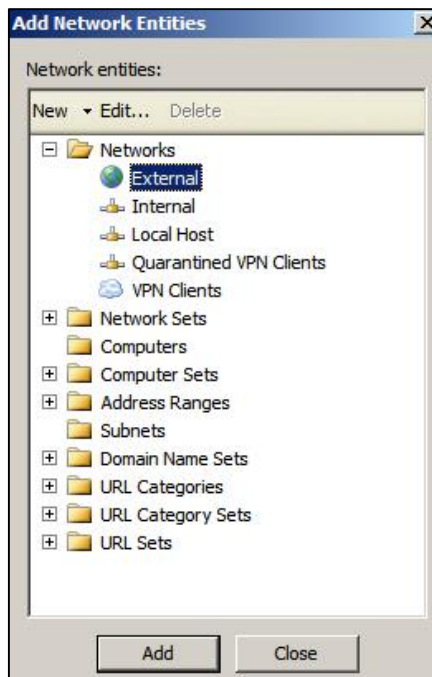 Add Network Entities
Network entities:
New Edit... Delete
Networks
External
Internal
Local Host
Quarantined VPN Clients
VPN Clients
Network Sets
Computers
Computer Sets
Address Ranges
Subnets
Domain Name Sets
URL Categories
URL Category Sets
URL Sets
Add Close